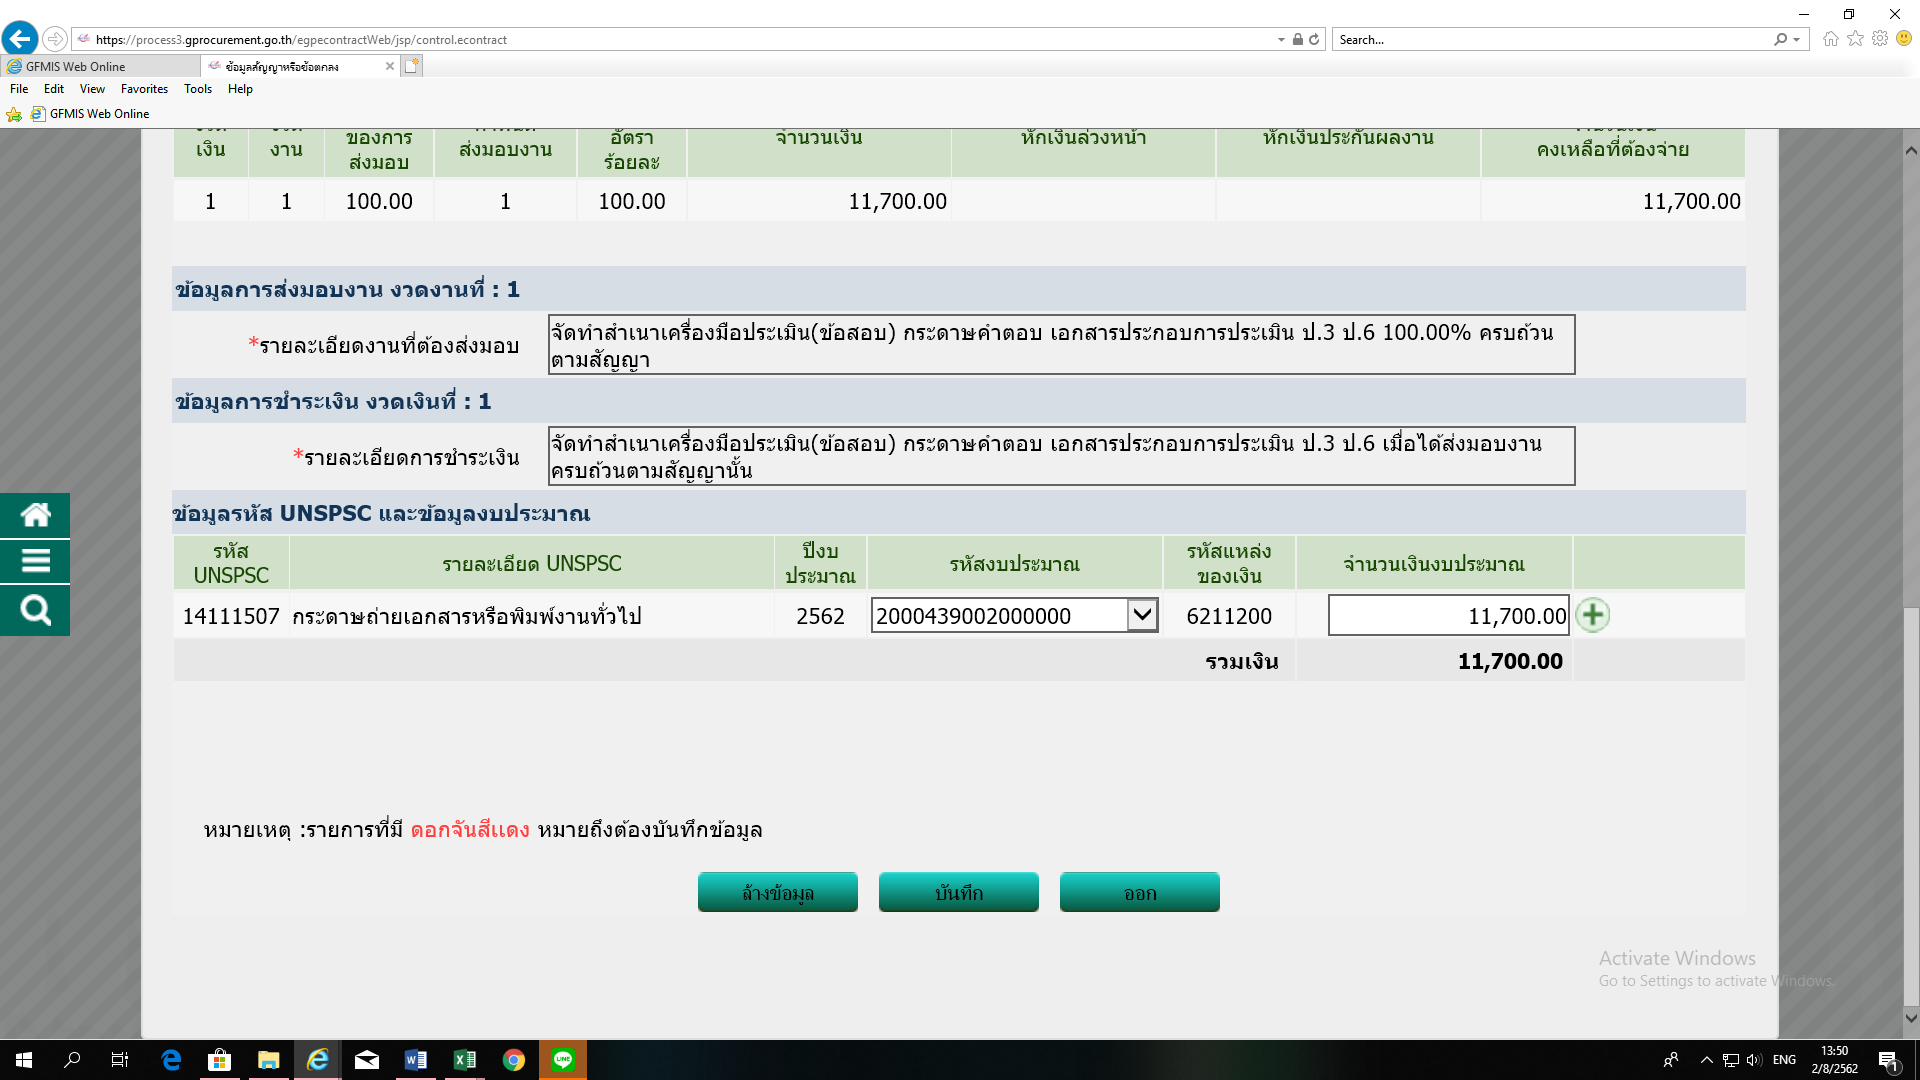 https://process3.gprocurement.go.th/egpecontractWeb/jsp/control.econtract
Search...
GFMIS Web Online
ข้อมูลสัญญาหรือข้อตกลง
File Edit View Favorites Tools Help
GFMIS Web Online
เงิน
งาน
ของการ
ส่งมอบ
ส่งมอบงาน
อัตรา
ร้อยละ
จำนวนเงิน
หักเงินล่วงหน้า
หักเงินประกันผลงาน
คงเหลือที่ต้องจ่าย
1 1 100.00 1 100.00 11,700.00 11,700.00
ข้อมูลการส่งมอบงาน งวดงานที่ : 1
*รายละเอียดงานที่ต้องส่งมอบ
จัดทำสำเนาเครื่องมือประเมิน(ข้อสอบ) กระดาษคำตอบ เอกสารประกอบการประเมิน ป.3 ป.6 100.00% ครบถ้วน
ตามสัญญา
ข้อมูลการชำระเงิน งวดเงินที่ : 1
*รายละเอียดการชำระเงิน
จัดทำสำเนาเครื่องมือประเมิน(ข้อสอบ) กระดาษคำตอบ เอกสารประกอบการประเมิน ป.3 ป.6 เมื่อได้ส่งมอบงาน
ครบถ้วนตามสัญญานั้น
ข้อมูลรหัส UNSPSC และข้อมูลงบประมาณ
รหัส
UNSPSC
รายละเอียด UNSPSC
ปีงบ
ประมาณ
รหัสงบประมาณ
รหัสแหล่ง
ของเงิน
จำนวนเงินงบประมาณ
14111507 กระดาษถ่ายเอกสารหรือพิมพ์งานทั่วไป 2562 2000439002000000 6211200 11,700.00
รวมเงิน 11,700.00
หมายเหตุ :รายการที่มี ดอกจันสีแดง หมายถึงต้องบันทึกข้อมูล
ล้างข้อมูล บันทึก ออก
Activate Windows
Go to Settings to activate Windows.
ENG
13:50
2/8/2562
1